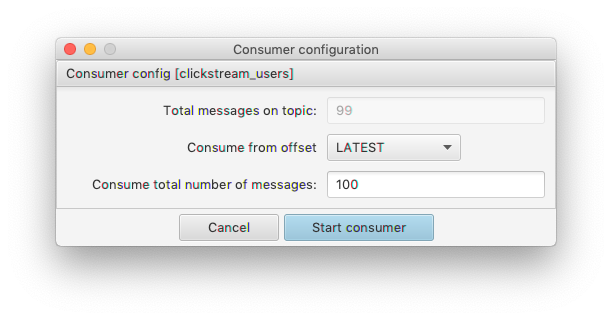 Consumer configuration
Consumer config [clickstream_users]
Total messages on topic: 99
Consume from offset LATEST
Consume total number of messages: 100
Cancel Start consumer